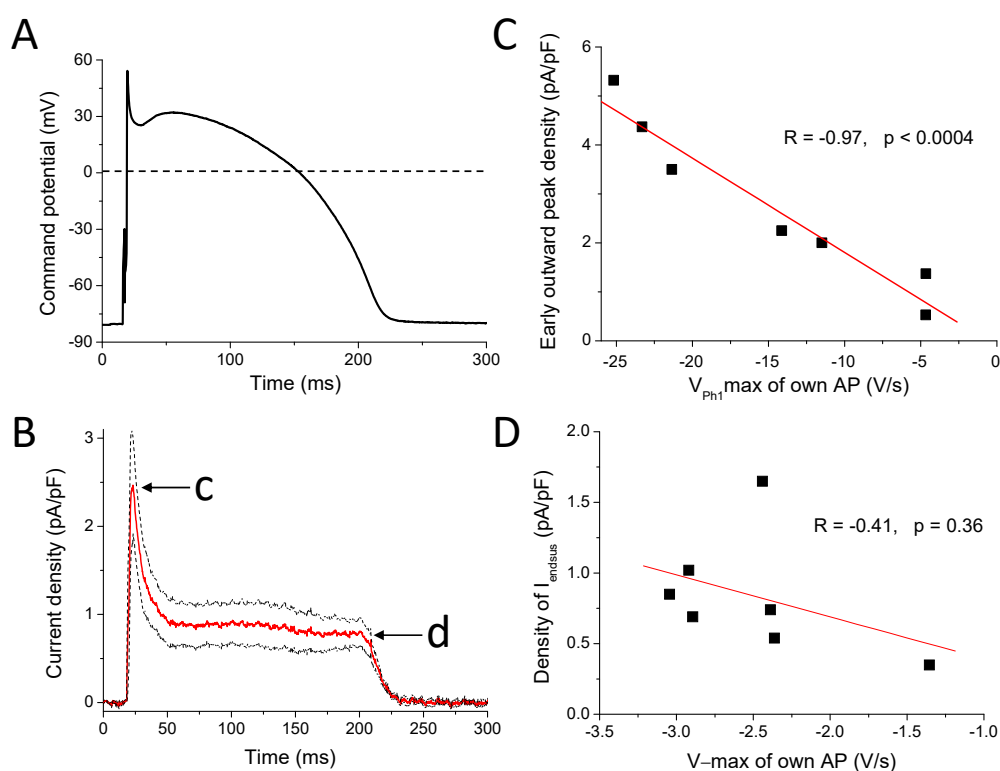 A
60
30
0
-30
-60
-90
Command potential (mV)
0
100
200
300
Time (ms)
C
6
4
2
0
Early outward peak density (pA/pF)
R = -0.97, p < 0.0004
-25
-20
-15
-10
-5
0
V_Ph1max of own AP (V/s)
B
3
2
1
0
Current density (pA/pF)
c
d
0
50
100
150
200
250
300
Time (ms)
D
2.0
1.5
1.0
0.5
0.0
Density of I_endsus (pA/pF)
R = -0.41, p = 0.36
-3.5
-3.0
-2.5
-2.0
-1.5
-1.0
V–max of own AP (V/s)